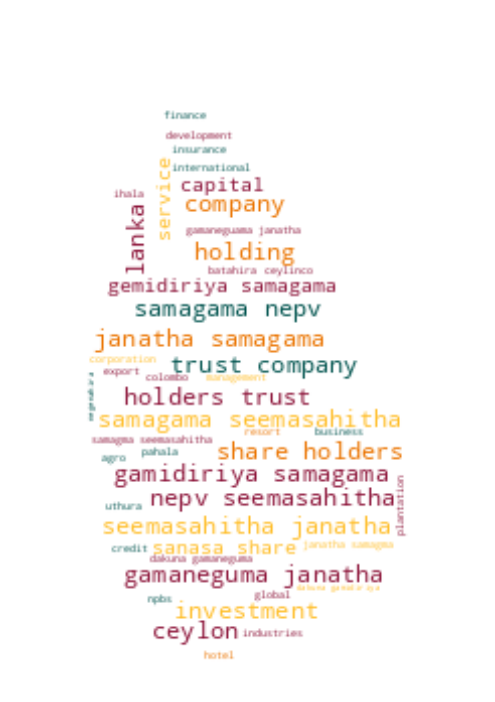 finance
development
insurance
international
service
capital
ihala
company
lanka
gamaneguama janatha
holding
batahira ceylinco
gemidiriya samagama
samagama nepv
janatha samagama
corporation
trust company
export
colombo
management
holders trust
samagama seemasahitha
resort
business
samagma seemasahitha
share holders
agro
pahala
gamidiriya samagama
plantation
nepv seemasahitha
uthura
seemasahitha janatha
credit
sanasa share
janatha samagma
dakuna gamaneguma
gamaneguma janatha
global
npbs
investment
ceylon
industries
hotel